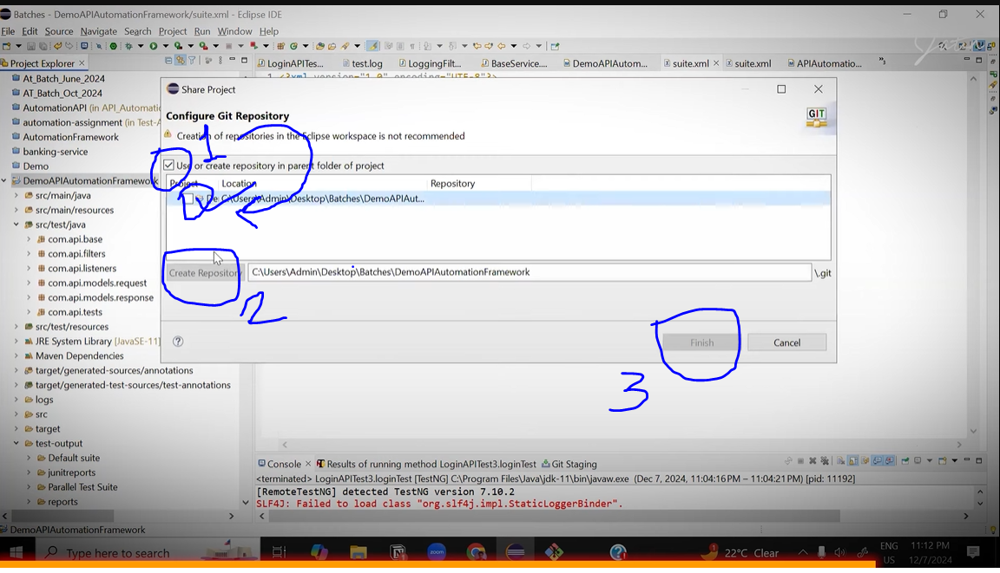 Batches - DemoAPIAutomationFramework/suite.xml - Eclipse IDE
File Edit Source Navigate Search Project Run Window Help
Project Explorer
LoginAPITes... test.log LoggingFilt... BaseService.... DemoAPIAutom... suite.xml suite.xml APIAutomatio...
At_Batch_June_2024
AT_Batch_Oct_2024
AutomationAPI (in API_Automati
automation-assignment (in Test-A
AutomationFramework
banking-service
Demo
DemoAPIAutomationFramework
src/main/java
src/main/resources
src/test/java
com.api.base
com.api.filters
com.api.listeners
com.api.models.request
com.api.models.response
com.api.tests
src/test/resources
JRE System Library [JavaSE-11]
Maven Dependencies
target/generated-sources/annotations
target/generated-test-sources/test-annotations
logs
src
target
test-output
Default suite
junitreports
Parallel Test Suite
reports
1 <?xml version="1.0" encoding="UTF-8"?>
Share Project
Configure Git Repository
GIT
Creation of repositories in the Eclipse workspace is not recommended
1
Use or create repository in parent folder of project
Project Location Repository
De C:\Users\Admin\Desktop\Batches\DemoAPIAut...
Create Repository C:\Users\Admin\Desktop\Batches\DemoAPIAutomationFramework \.git
2
Finish Cancel
3
Console Results of running method LoginAPITest3.loginTest Git Staging
<terminated> LoginAPITest3.loginTest [TestNG] C:\Program Files\Java\jdk-11\bin\javaw.exe (Dec 7, 2024, 11:04:16 PM – 11:04:21 PM) [pid: 11192]
[RemoteTestNG] detected TestNG version 7.10.2
SLF4J: Failed to load class "org.slf4j.impl.StaticLoggerBinder".
DemoAPIAutomationFramework
Type here to search
zoom
22°C Clear
ENG
US
11:12 PM
12/7/2024